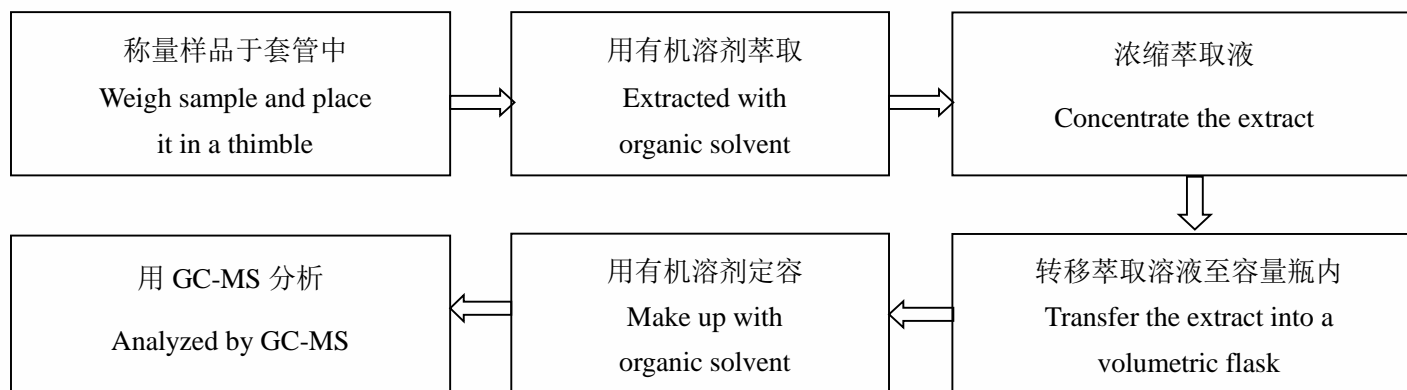 称量样品于套管中
Weigh sample and place
it in a thimble
用有机溶剂萃取
Extracted with
organic solvent
浓缩萃取液
Concentrate the extract
转移萃取溶液至容量瓶内
Transfer the extract into a
volumetric flask
用有机溶剂定容
Make up with
organic solvent
用 GC-MS 分析
Analyzed by GC-MS